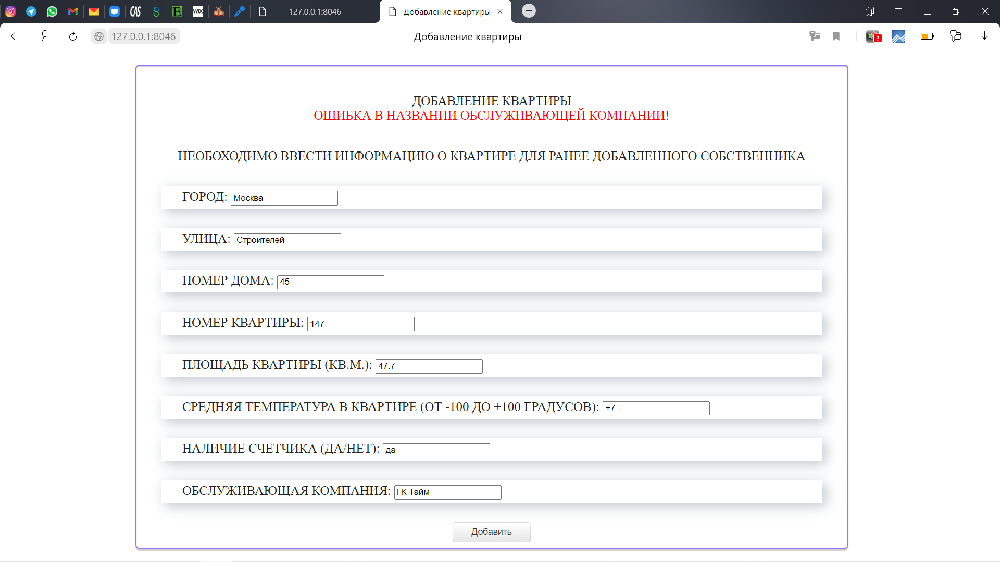 CAS
E
WIX
127.0.0.1:8046
Добавление квартиры
Я
127.0.0.1:8046
Добавление квартиры
?
ДОБАВЛЕНИЕ КВАРТИРЫ
ОШИБКА В НАЗВАНИИ ОБСЛУЖИВАЮЩЕЙ КОМПАНИИ!
НЕОБОХОДИМО ВВЕСТИ ИНФОРМАЦИЮ О КВАРТИРЕ ДЛЯ РАНЕЕ ДОБАВЛЕННОГО СОБСТВЕННИКА
ГОРОД: Москва
УЛИЦА: Строителей
НОМЕР ДОМА: 45
НОМЕР КВАРТИРЫ: 147
ПЛОЩАДЬ КВАРТИРЫ (КВ.М.): 47.7
СРЕДНЯЯ ТЕМПЕРАТУРА В КВАРТИРЕ (ОТ -100 ДО +100 ГРАДУСОВ): +7
НАЛИЧИЕ СЧЕТЧИКА (ДА/НЕТ): да
ОБСЛУЖИВАЮЩАЯ КОМПАНИЯ: ГК Тайм
Добавить